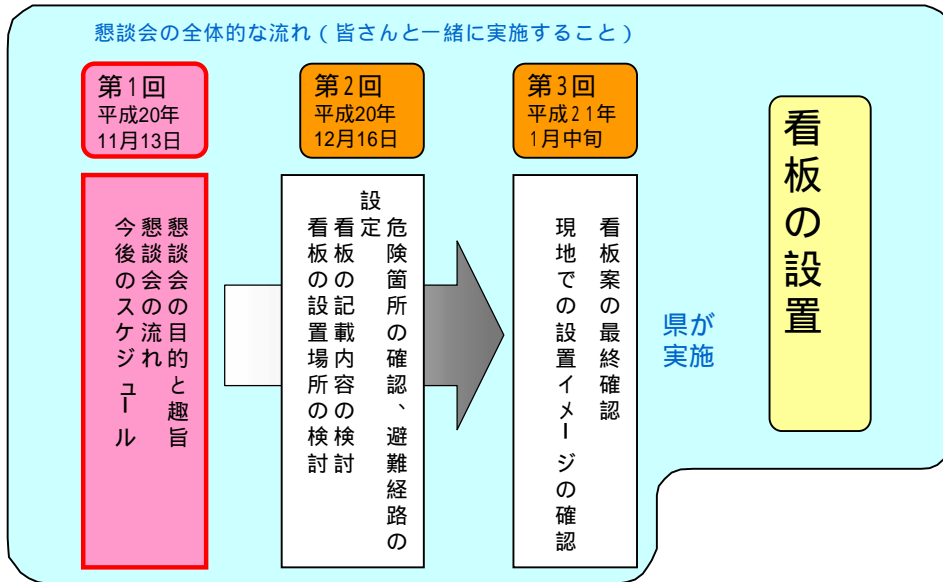 懇談会の全体的な流れ(皆さんと一緒に実施すること)
第1回
平成20年
11月13日
懇談会の目的と趣旨
懇談会の流れ
今後のスケジュール
第2回
平成20年
12月16日
危険箇所の確認、避難経路の
設定
看板の記載内容の検討
看板の設置場所の検討
第3回
平成21年
1月中旬
看板案の最終確認
現地での設置イメージの確認
県が
実施
看板の設置